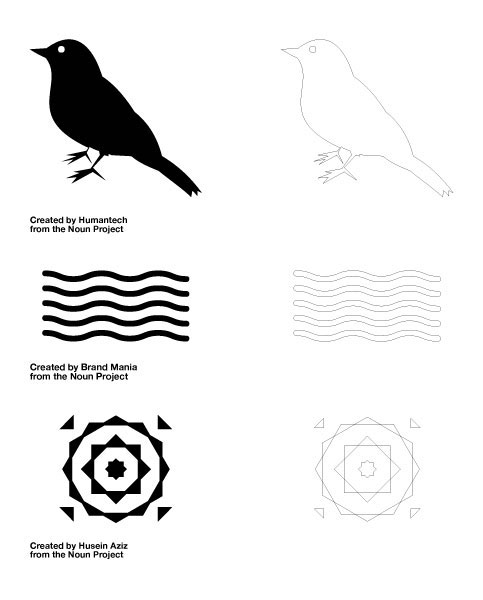 Created by Humantech
from the Noun Project
Created by Brand Mania
from the Noun Project
Created by Husein Aziz
from the Noun Project